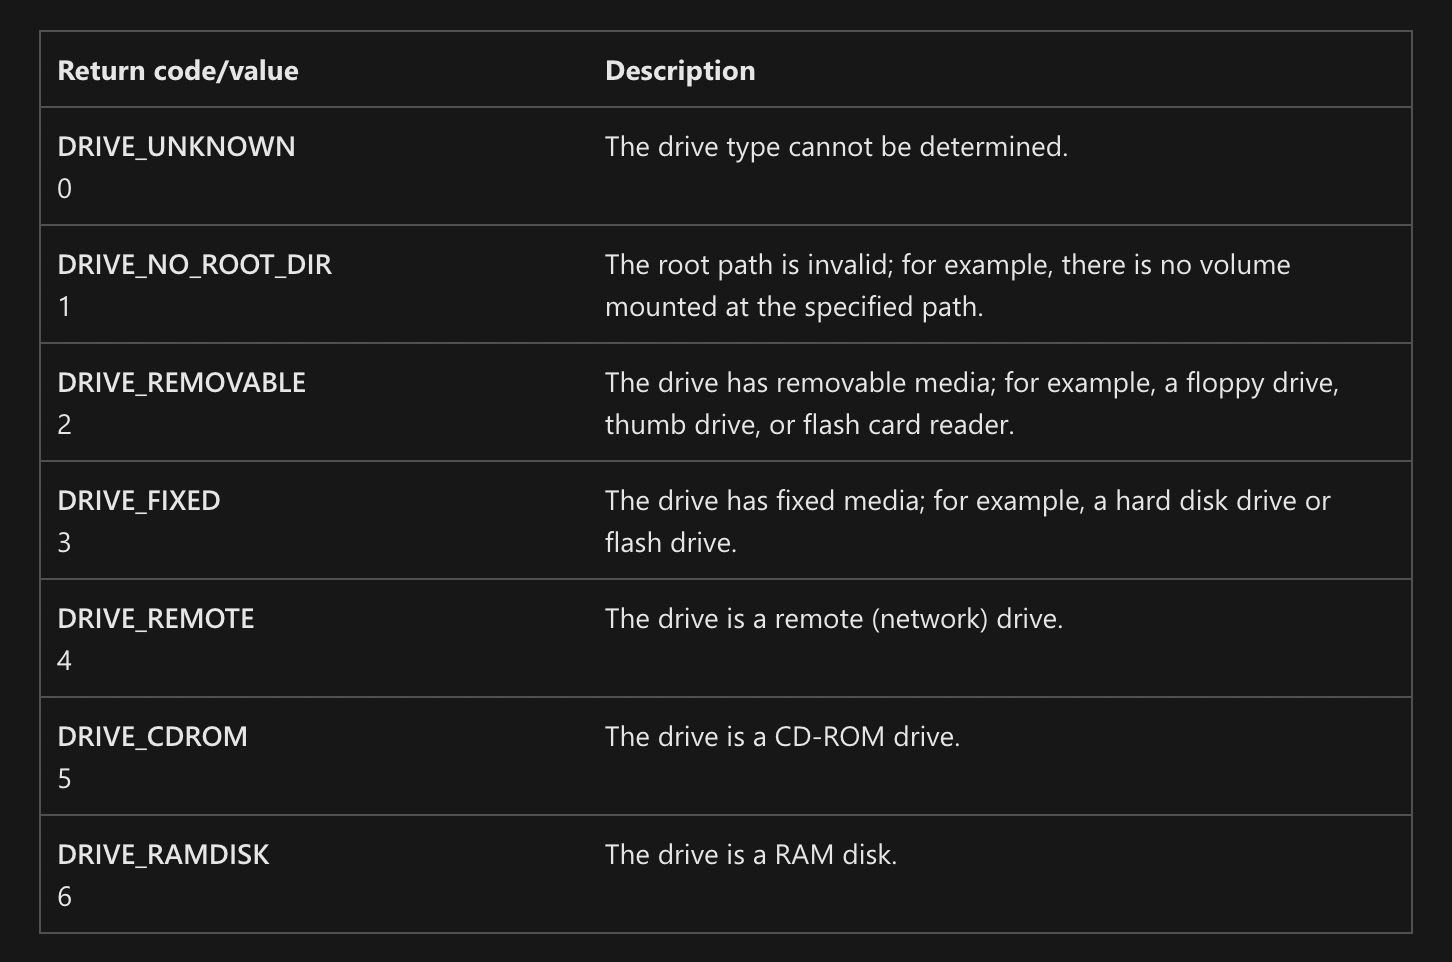 Return code/value Description
DRIVE_UNKNOWN The drive type cannot be determined.
0
DRIVE_NO_ROOT_DIR The root path is invalid; for example, there is no volume
1 mounted at the specified path.
DRIVE_REMOVABLE The drive has removable media; for example, a floppy drive,
2 thumb drive, or flash card reader.
DRIVE_FIXED The drive has fixed media; for example, a hard disk drive or
3 flash drive.
DRIVE_REMOTE The drive is a remote (network) drive.
4
DRIVE_CDROM The drive is a CD-ROM drive.
5
DRIVE_RAMDISK The drive is a RAM disk.
6